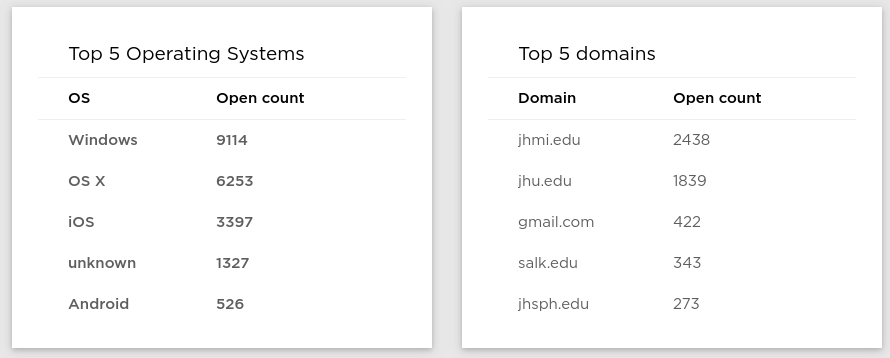 Top 5 Operating Systems
OS Open count
Windows 9114
OS X 6253
iOS 3397
unknown 1327
Android 526
Top 5 domains
Domain Open count
jhmi.edu 2438
jhu.edu 1839
gmail.com 422
salk.edu 343
jhsph.edu 273